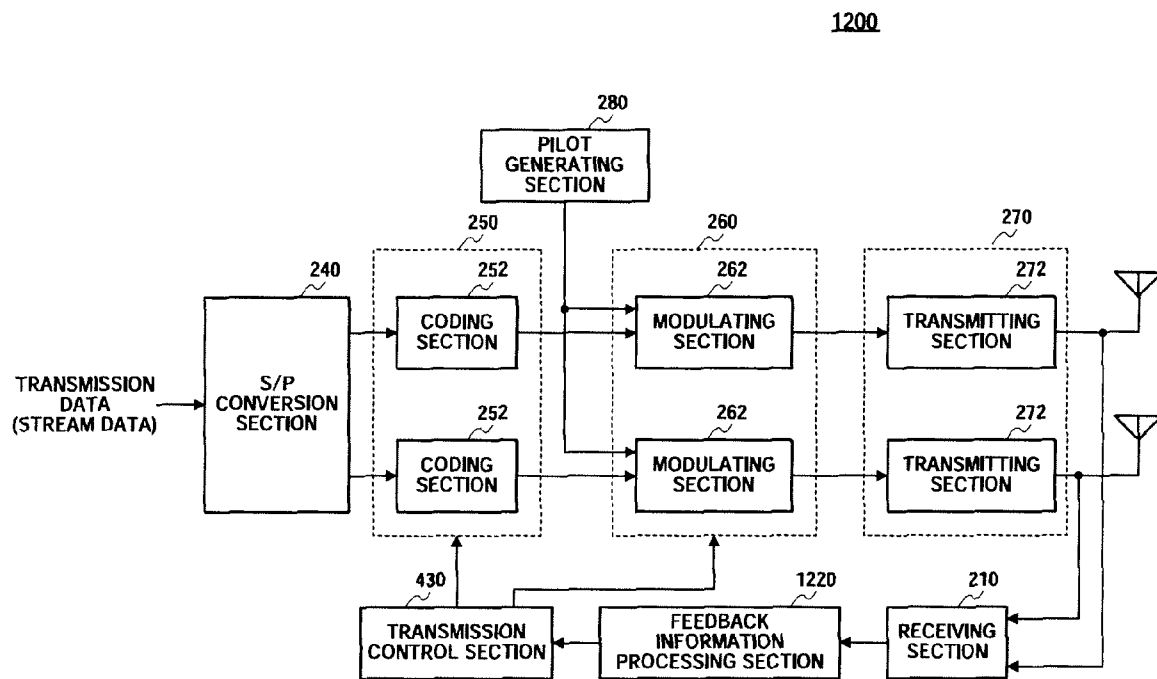 1200
280
PILOT
GENERATING
SECTION
250
260
270
240
252
262
272
CODING
SECTION
MODULATING
SECTION
TRANSMITTING
SECTION
TRANSMISSION
DATA
(STREAM DATA)
S/P
CONVERSION
SECTION
252
262
272
CODING
SECTION
MODULATING
SECTION
TRANSMITTING
SECTION
430
1220
210
TRANSMISSION
CONTROL SECTION
FEEDBACK
INFORMATION
PROCESSING SECTION
RECEIVING
SECTION